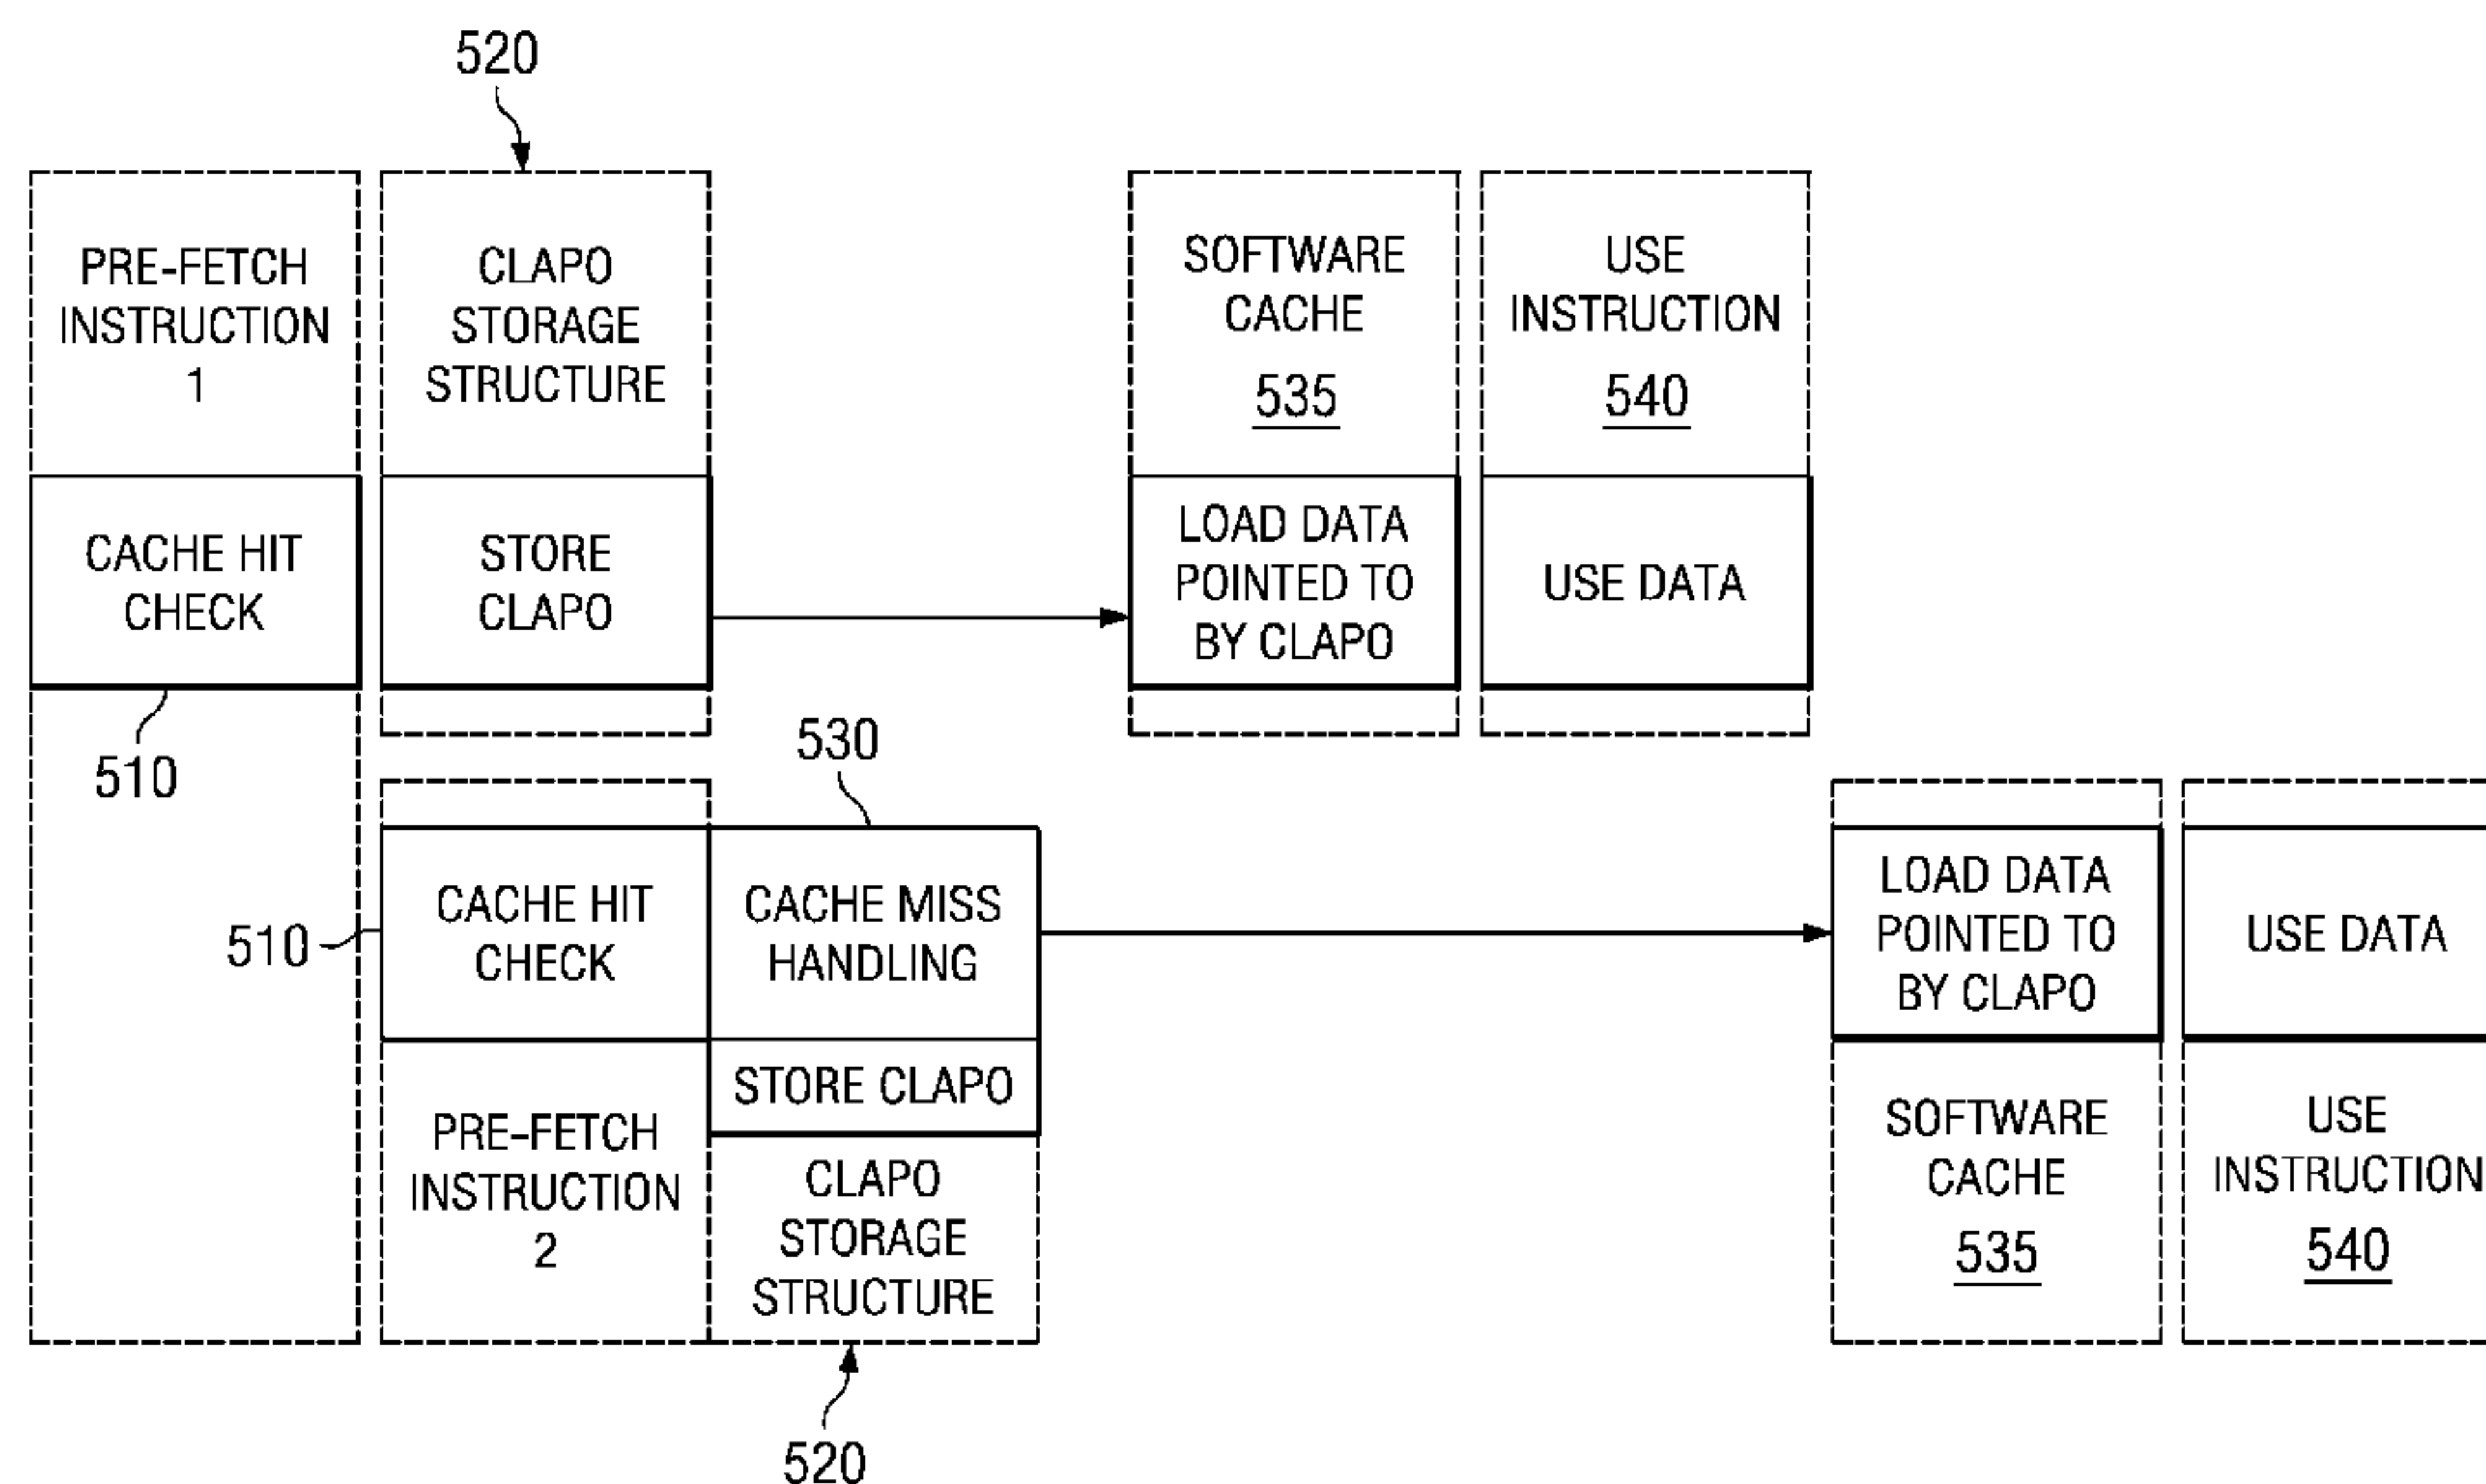 520
PRE-FETCH
INSTRUCTION
1
CLAPO
STORAGE
STRUCTURE
SOFTWARE
CACHE
535
USE
INSTRUCTION
540
CACHE HIT
CHECK
STORE
CLAPO
LOAD DATA
POINTED TO
BY CLAPO
USE DATA
510
530
510
CACHE HIT
CHECK
CACHE MISS
HANDLING
STORE CLAPO
LOAD DATA
POINTED TO
BY CLAPO
USE DATA
PRE-FETCH
INSTRUCTION
2
CLAPO
STORAGE
STRUCTURE
SOFTWARE
CACHE
535
USE
INSTRUCTION
540
520